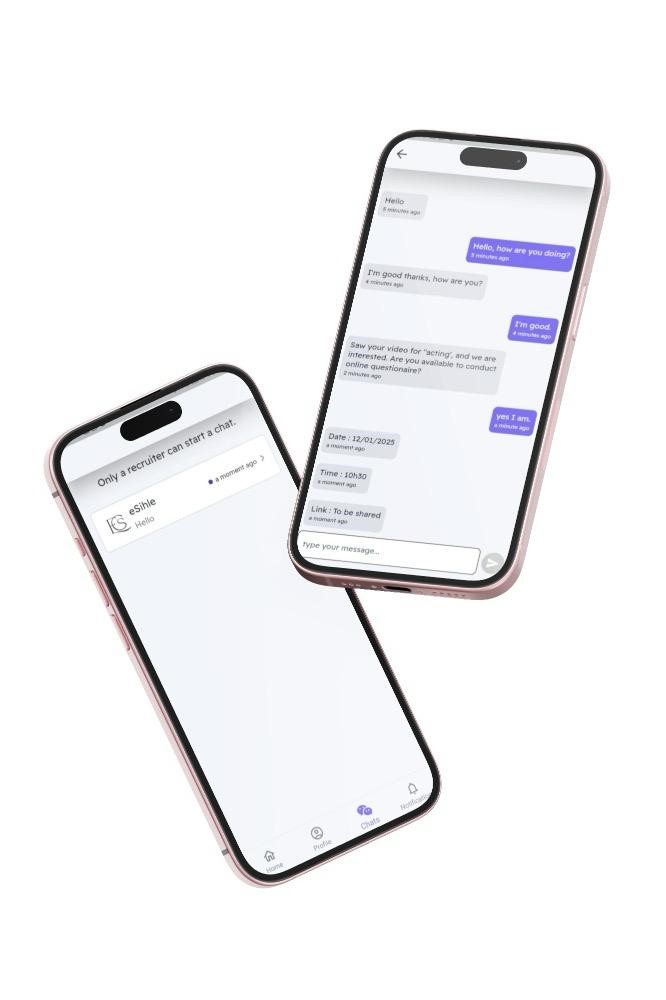 Hello
5 minutes ago
Hello, how are you doing?
5 minutes ago
I'm good thanks, how are you?
4 minutes ago
I'm good.
4 minutes ago
Saw your video for "acting', and we are
interested. Are you available to conduct
online questionaire?
2 minutes ago
yes I am.
a minute ago
Date : 12/01/2025
a moment ago
Time : 10h30
a moment ago
Link : To be shared
a moment ago
type your message...
Only a recruiter can start a chat.
eSihle
a moment ago
Hello
Home
Profile
Chats